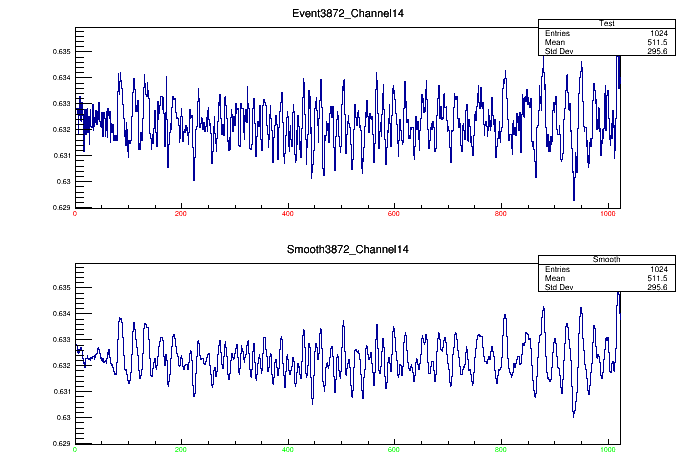 Event3872_Channel14
Test
Entries 1024
Mean 511.5
Std Dev 295.6
0.635
0.634
0.633
0.632
0.631
0.63
0.629
0 200 400 600 800 1000
Smooth3872_Channel14
Smooth
Entries 1024
Mean 511.5
Std Dev 295.6
0.635
0.634
0.633
0.632
0.631
0.63
0.629
0 200 400 600 800 1000